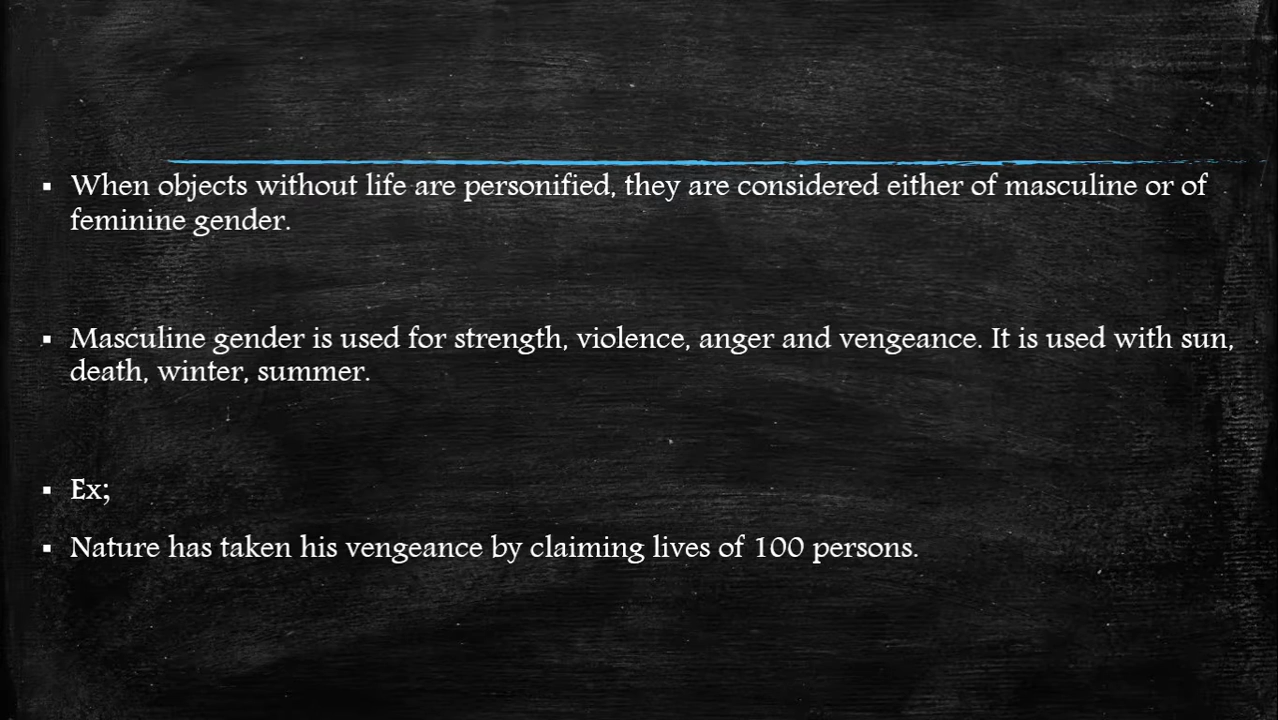 ▪ When objects without life are personified, they are considered either of masculine or of
feminine gender.
▪ Masculine gender is used for strength, violence, anger and vengeance. It is used with sun,
death, winter, summer.
▪ Ex;
▪ Nature has taken his vengeance by claiming lives of 100 persons.